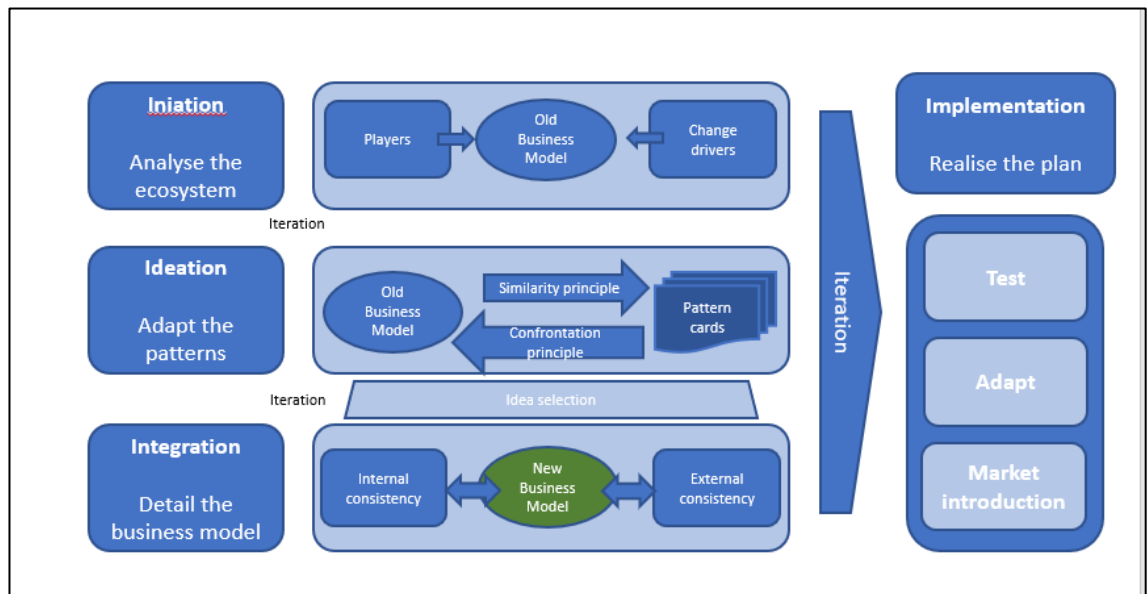 Iniation
Analyse the
ecosystem
Players
Old
Business
Model
Change
drivers
Iteration
Ideation
Adapt the
patterns
Old
Business
Model
Similarity principle
Confrontation
principle
Pattern
cards
Iteration
Idea selection
Integration
Detail the
business model
Internal
consistency
New
Business
Model
External
consistency
Iteration
Implementation
Realise the plan
Test
Adapt
Market
introduction